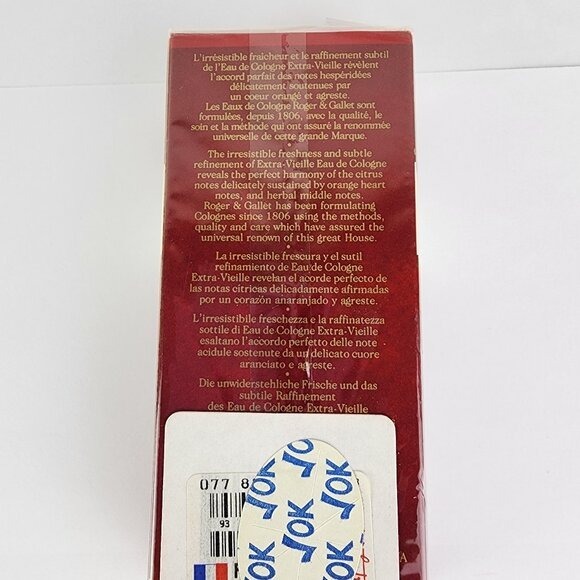 L'irrésistible fraîcheur et le raffinement subtil
de l'Eau de Cologne Extra-Vieille révèlent
l'accord parfait des notes hespéridées
délicatement soutenues par
un coeur orangé et agreste.
Les Eaux de Cologne Roger & Gallet sont
formulées, depuis 1806, avec la qualité, le
soin et la méthode qui ont assuré la renommée
universelle de cette grande Marque.
The irresistible freshness and subtle
refinement of Extra-Vieille Eau de Cologne
reveals the perfect harmony of the citrus
notes delicately sustained by orange heart
notes, and herbal middle notes.
Roger & Gallet has been formulating
Colognes since 1806 using the methods,
quality and care which have assured the
universal renown of this great House.
La irresistible frescura y el sutil
refinamiento de Eau de Cologne
Extra-Vieille revelan el acorde perfecto de
las notas cítricas delicadamente afirmadas
por un corazón anaranjado y agreste.
L'irresistibile freschezza e la raffinatezza
sottile di Eau de Cologne Extra-Vieille
esaltano l'accordo perfetto delle note
acidule sostenute da un delicato cuore
aranciato e agreste.
Die unwiderstehliche Frische und das
subtile Raffinement
des Eau de Cologne Extra-Vieille
077 8
93
JOK
JOK
JOK
JOK
JOK
A